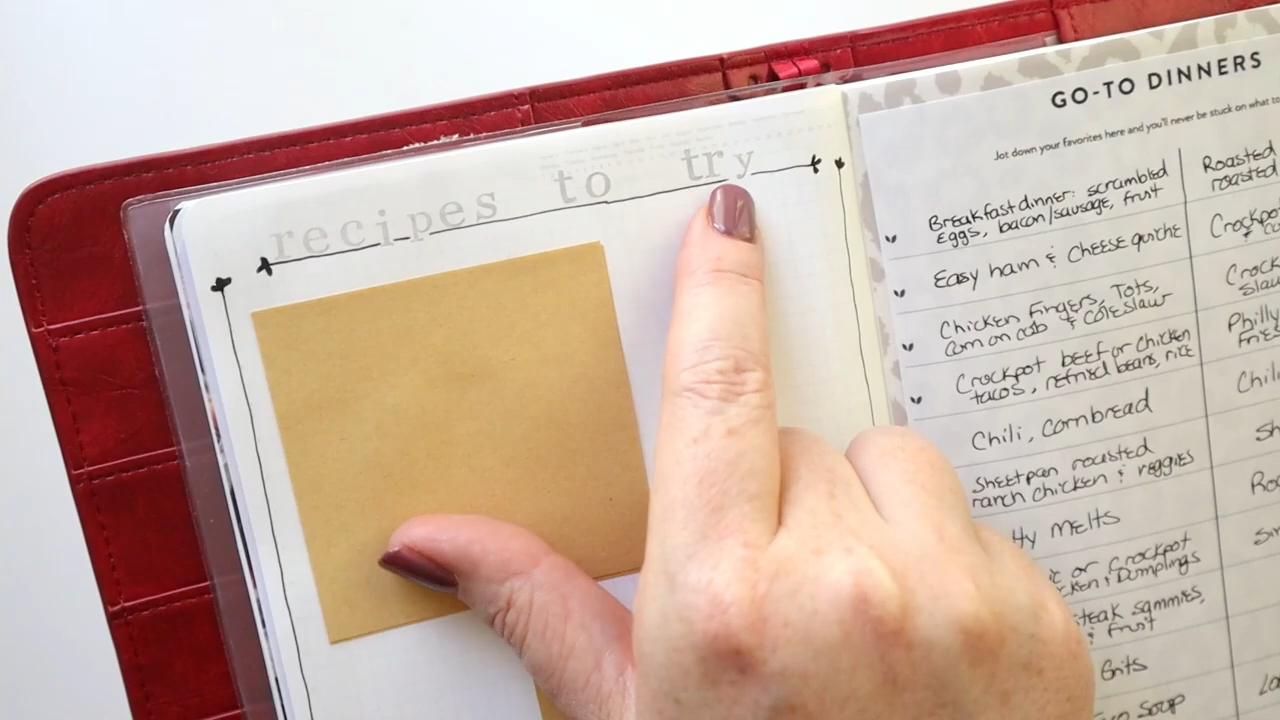 recipes to try
GO-TO DINNERS
Jot down your favorites here and you'll never be stuck on what to
Breakfast dinner: scrambled
Eggs, bacon/sausage, fruit
Easy ham & cheese quiche
Chicken fingers, Tots,
corn on cob & coleslaw
Crockpot beef or chicken
tacos, refried beans, rice
Chili, cornbread
Sheetpan roasted
ranch chicken & veggies
Melts
or Crockpot
& Dumplings
steak sammies,
& fruit
Grits
Soup
Roasted
roasted
Crockpot
&
Slaw
Philly
fries
Chili